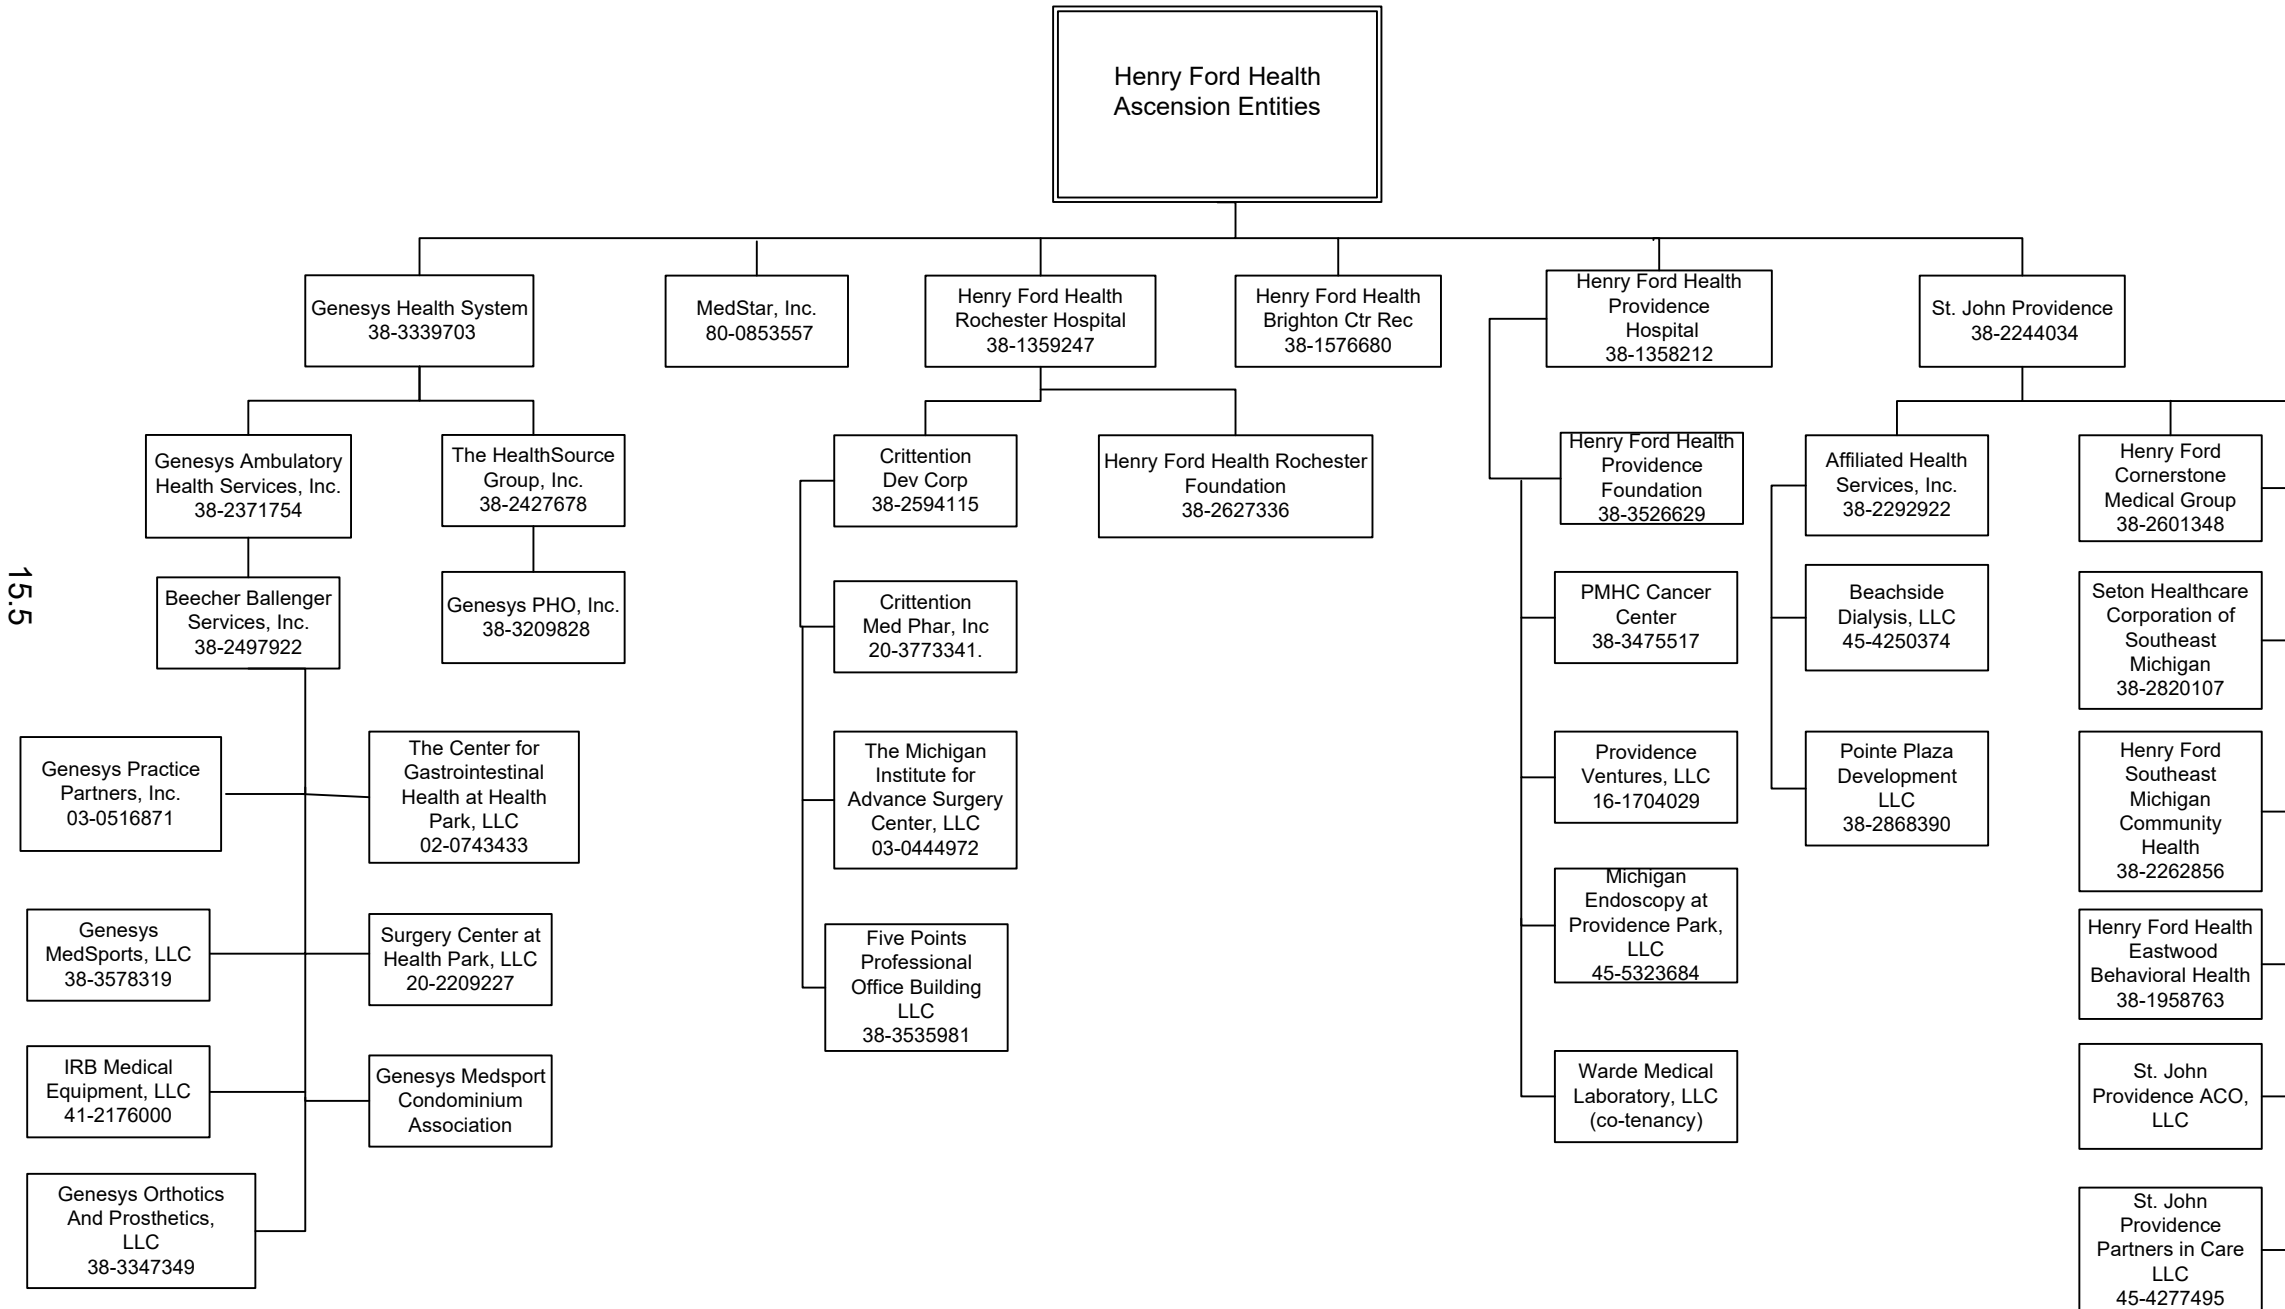 Henry Ford Health
Ascension Entities
Genesys Health System
38-3339703
MedStar, Inc.
80-0853557
Henry Ford Health
Rochester Hospital
38-1359247
Henry Ford Health
Brighton Ctr Rec
38-1576680
Henry Ford Health
Providence
Hospital
38-1358212
St. John Providence
38-2244034
Genesys Ambulatory
Health Services, Inc.
38-2371754
The HealthSource
Group, Inc.
38-2427678
Crittention
Dev Corp
38-2594115
Henry Ford Health Rochester
Foundation
38-2627336
Henry Ford Health
Providence
Foundation
38-3526629
Affiliated Health
Services, Inc.
38-2292922
Henry Ford
Cornerstone
Medical Group
38-2601348
15.5
Beecher Ballenger
Services, Inc.
38-2497922
Genesys PHO, Inc.
38-3209828
Crittention
Med Phar, Inc
20-3773341.
PMHC Cancer
Center
38-3475517
Beachside
Dialysis, LLC
45-4250374
Seton Healthcare
Corporation of
Southeast
Michigan
38-2820107
Genesys Practice
Partners, Inc.
03-0516871
The Center for
Gastrointestinal
Health at Health
Park, LLC
02-0743433
The Michigan
Institute for
Advance Surgery
Center, LLC
03-0444972
Providence
Ventures, LLC
16-1704029
Pointe Plaza
Development
LLC
38-2868390
Henry Ford
Southeast
Michigan
Community
Health
38-2262856
Genesys
MedSports, LLC
38-3578319
Surgery Center at
Health Park, LLC
20-2209227
Five Points
Professional
Office Building
LLC
38-3535981
Michigan
Endoscopy at
Providence Park,
LLC
45-5323684
Henry Ford Health
Eastwood
Behavioral Health
38-1958763
IRB Medical
Equipment, LLC
41-2176000
Genesys Medsport
Condominium
Association
Warde Medical
Laboratory, LLC
(co-tenancy)
St. John
Providence ACO,
LLC
Genesys Orthotics
And Prosthetics,
LLC
38-3347349
St. John
Providence
Partners in Care
LLC
45-4277495